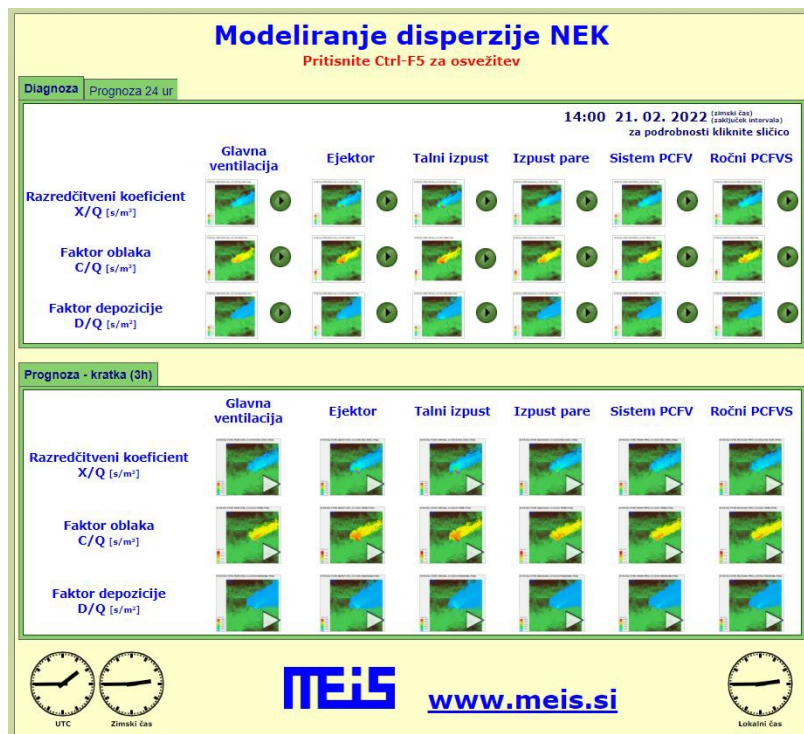 Modeliranje disperzije NEK
Pritisnite Ctrl-F5 za osvežitev
Diagnoza
Prognoza 24 ur
14:00 21. 02. 2022 (zimski čas)
(zaključek intervala)
za podrobnosti kliknite sličico
Glavna ventilacija
Ejektor
Talni izpust
Izpust pare
Sistem PCFV
Ročni PCFVS
Razredčitveni koeficient
X/Q [s/m³]
Faktor oblaka
C/Q [s/m³]
Faktor depozicije
D/Q [s/m²]
Prognoza - kratka (3h)
Glavna ventilacija
Ejektor
Talni izpust
Izpust pare
Sistem PCFV
Ročni PCFVS
Razredčitveni koeficient
X/Q [s/m³]
Faktor oblaka
C/Q [s/m³]
Faktor depozicije
D/Q [s/m²]
UTC
Zimski čas
MEiS
www.meis.si
Lokalni čas